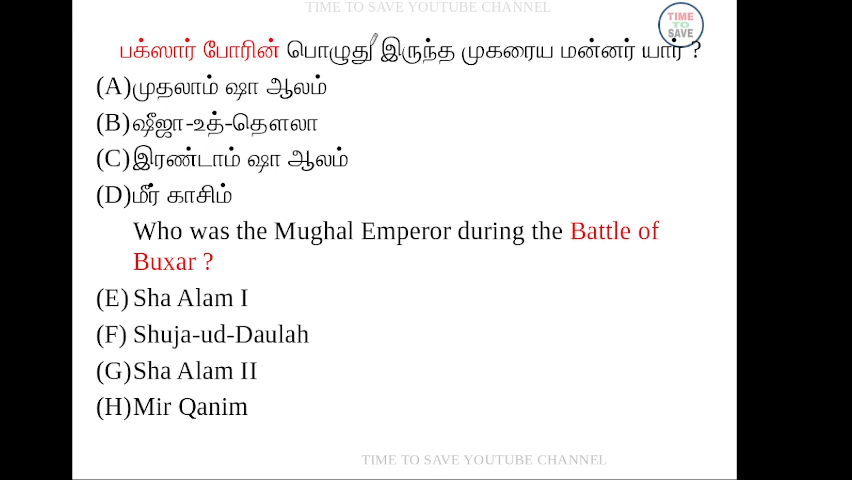 TIME TO SAVE YOUTUBE CHANNEL
TIME
TO
SAVE
பக்ஸார் போரின் பொழுது இருந்த முகரைய மன்னர் யார் ?
(A)முதலாம் ஷா ஆலம்
(B)ஷீஜா-உத்-தௌலா
(C)இரண்டாம் ஷா ஆலம்
(D)மீர் காசிம்
Who was the Mughal Emperor during the Battle of
Buxar ?
(E) Sha Alam I
(F) Shuja-ud-Daulah
(G)Sha Alam II
(H)Mir Qanim
TIME TO SAVE YOUTUBE CHANNEL